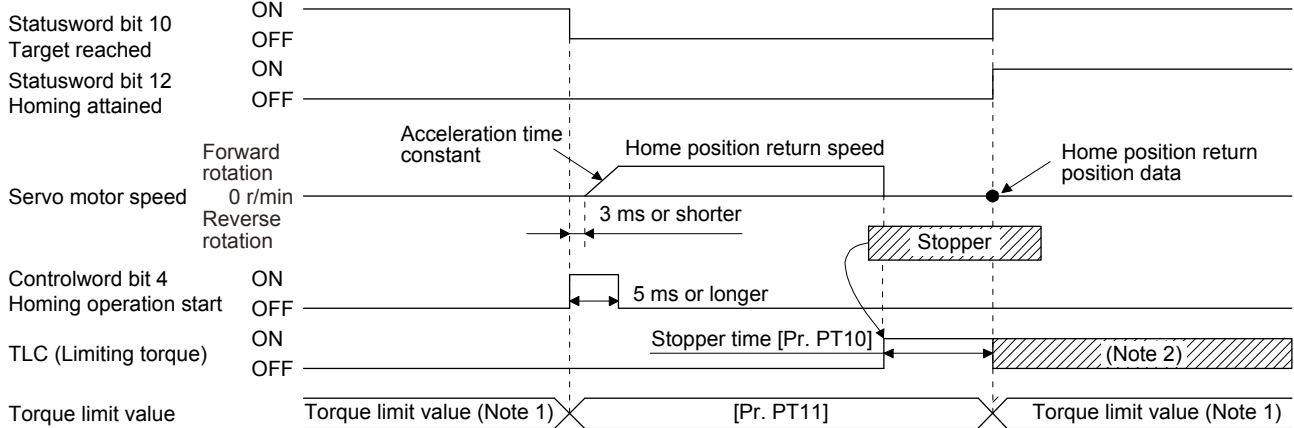 Statusword bit 10
Target reached
ON
OFF
Statusword bit 12
Homing attained
ON
OFF
Servo motor speed
Forward
rotation
0 r/min
Reverse
rotation
Acceleration time
constant
Home position return speed
Home position return
position data
3 ms or shorter
Stopper
Controlword bit 4
Homing operation start
ON
OFF
5 ms or longer
TLC (Limiting torque)
ON
OFF
Stopper time [Pr. PT10]
(Note 2)
Torque limit value
Torque limit value (Note 1)
[Pr. PT11]
Torque limit value (Note 1)